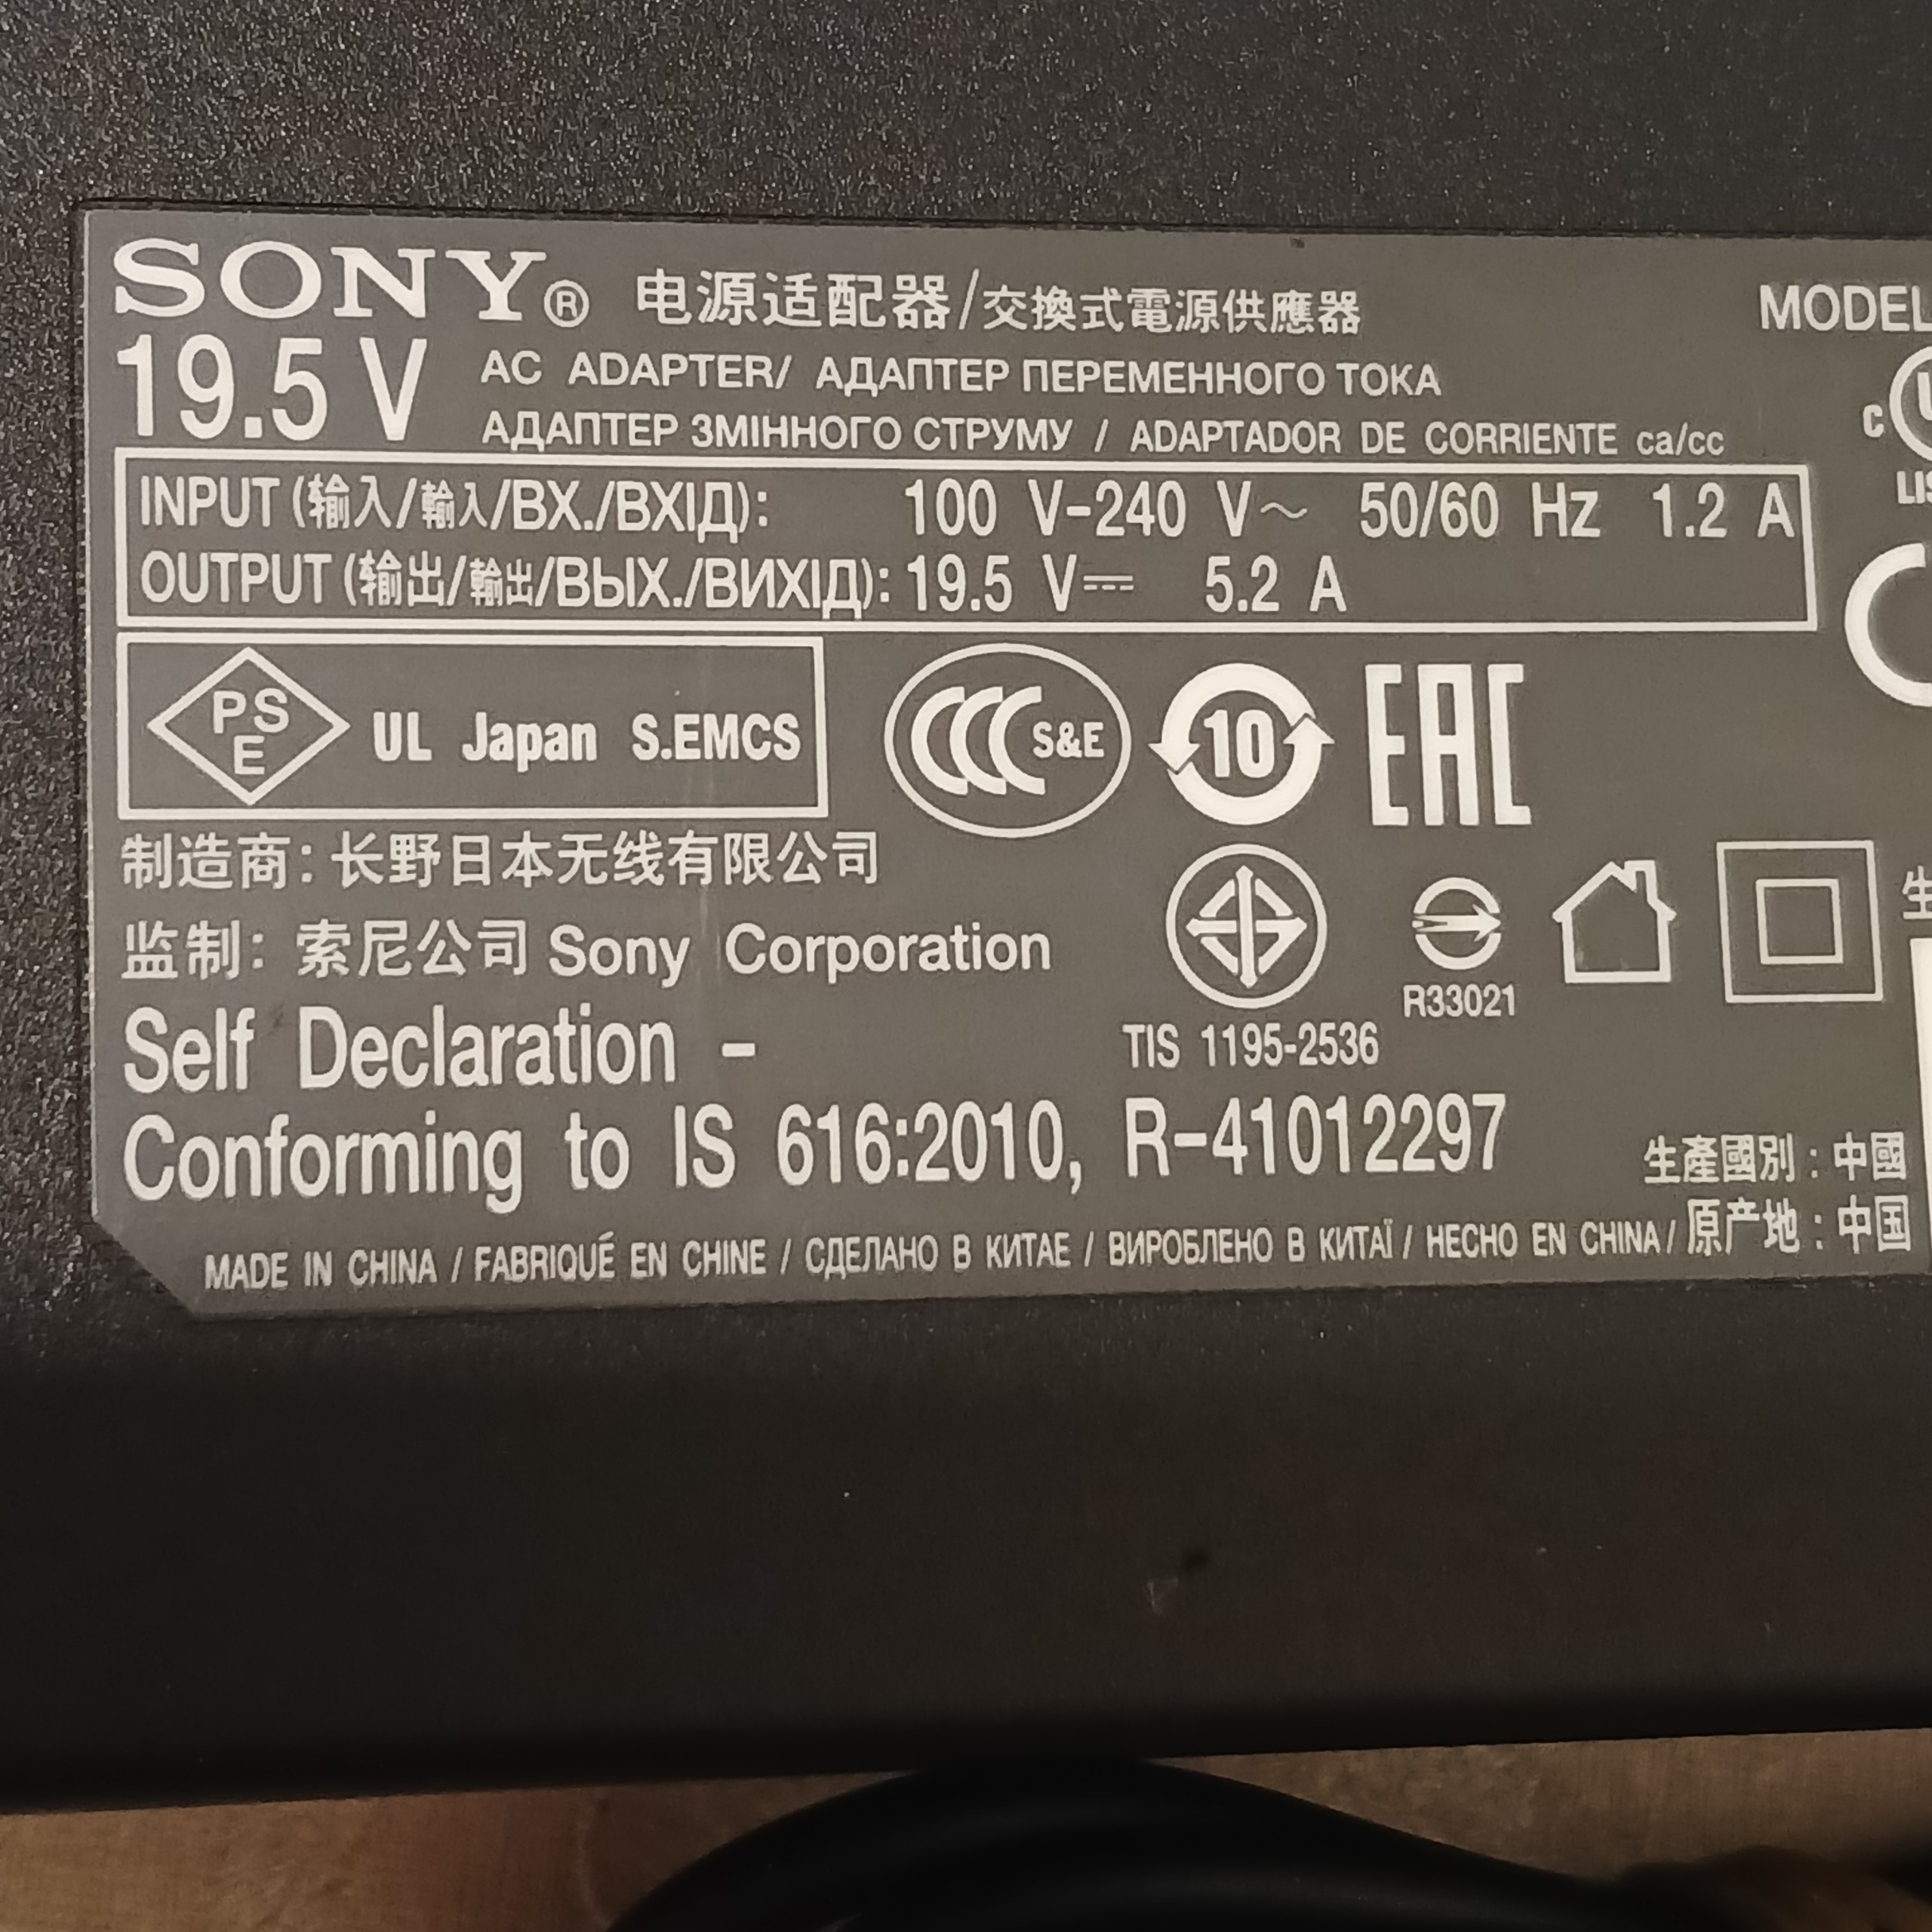 SONY® 电源适配器/交換式電源供應器
MODEL
19.5 V AC ADAPTER/ АДАПТЕР ПЕРЕМЕННОГО ТОКА
АДАПТЕР ЗМІННОГО СТРУМУ / ADAPTADOR DE CORRIENTE ca/cc
C
INPUT (输入/輸入/ВХ./ВХІД): 100 V-240 V~ 50/60 Hz 1.2 A
OUTPUT (输出/輸出/ВЫХ./ВИХІД): 19.5 V⎓ 5.2 A
PSE UL Japan S.EMCS
CCC S&E
10
EAC
制造商: 长野日本无线有限公司
监制: 索尼公司 Sony Corporation
R33021
TIS 1195-2536
Self Declaration -
Conforming to IS 616:2010, R-41012297
生產國別：中國
原产地：中国
MADE IN CHINA / FABRIQUÉ EN CHINE / СДЕЛАНО В КИТАЕ / ВИРОБЛЕНО В КИТАЇ / HECHO EN CHINA/